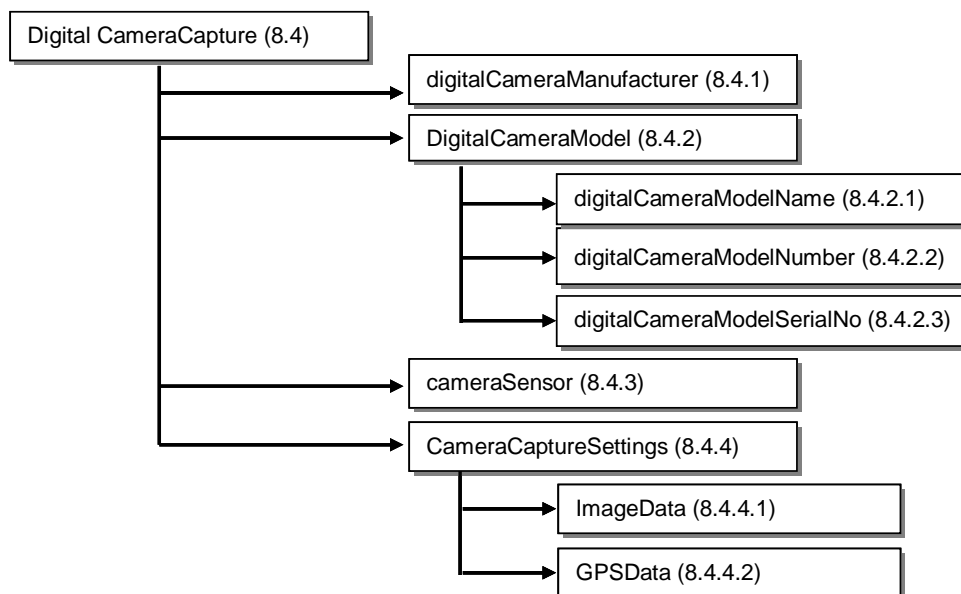 Digital CameraCapture (8.4)
digitalCameraManufacturer (8.4.1)
DigitalCameraModel (8.4.2)
digitalCameraModelName (8.4.2.1)
digitalCameraModelNumber (8.4.2.2)
digitalCameraModelSerialNo (8.4.2.3)
cameraSensor (8.4.3)
CameraCaptureSettings (8.4.4)
ImageData (8.4.4.1)
GPSData (8.4.4.2)